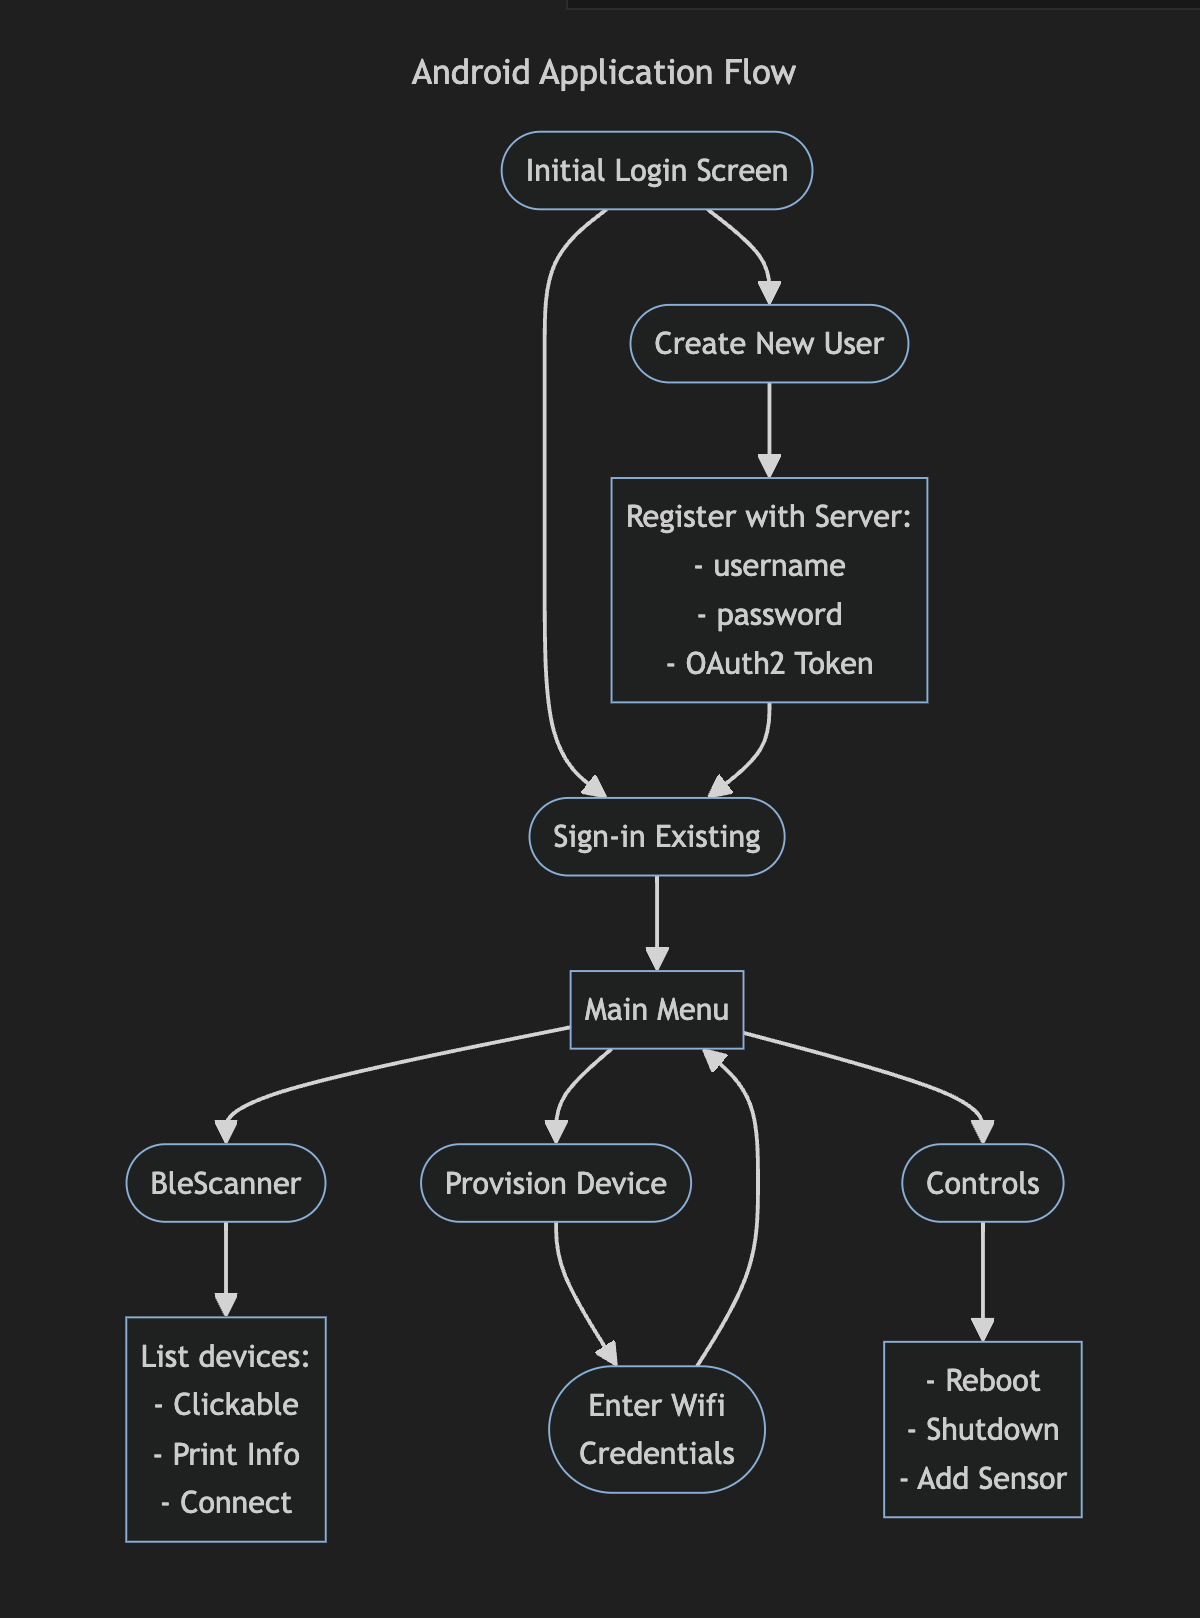 Android Application Flow
Initial Login Screen
Create New User
Register with Server:
- username
- password
- OAuth2 Token
Sign-in Existing
Main Menu
BleScanner
Provision Device
Controls
List devices:
- Clickable
- Print Info
- Connect
Enter Wifi
Credentials
- Reboot
- Shutdown
- Add Sensor